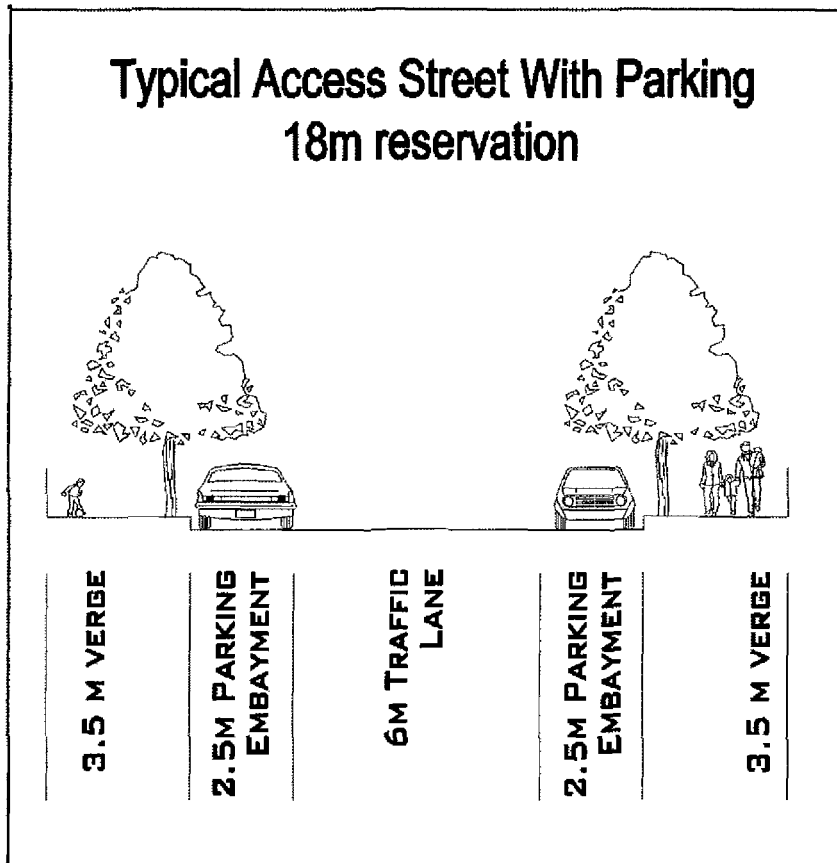 Typical Access Street With Parking
18m reservation
3.5 M VERGE
2.5M PARKING
EMBAYMENT
6M TRAFFIC
LANE
2.5M PARKING
EMBAYMENT
3.5 M VERGE